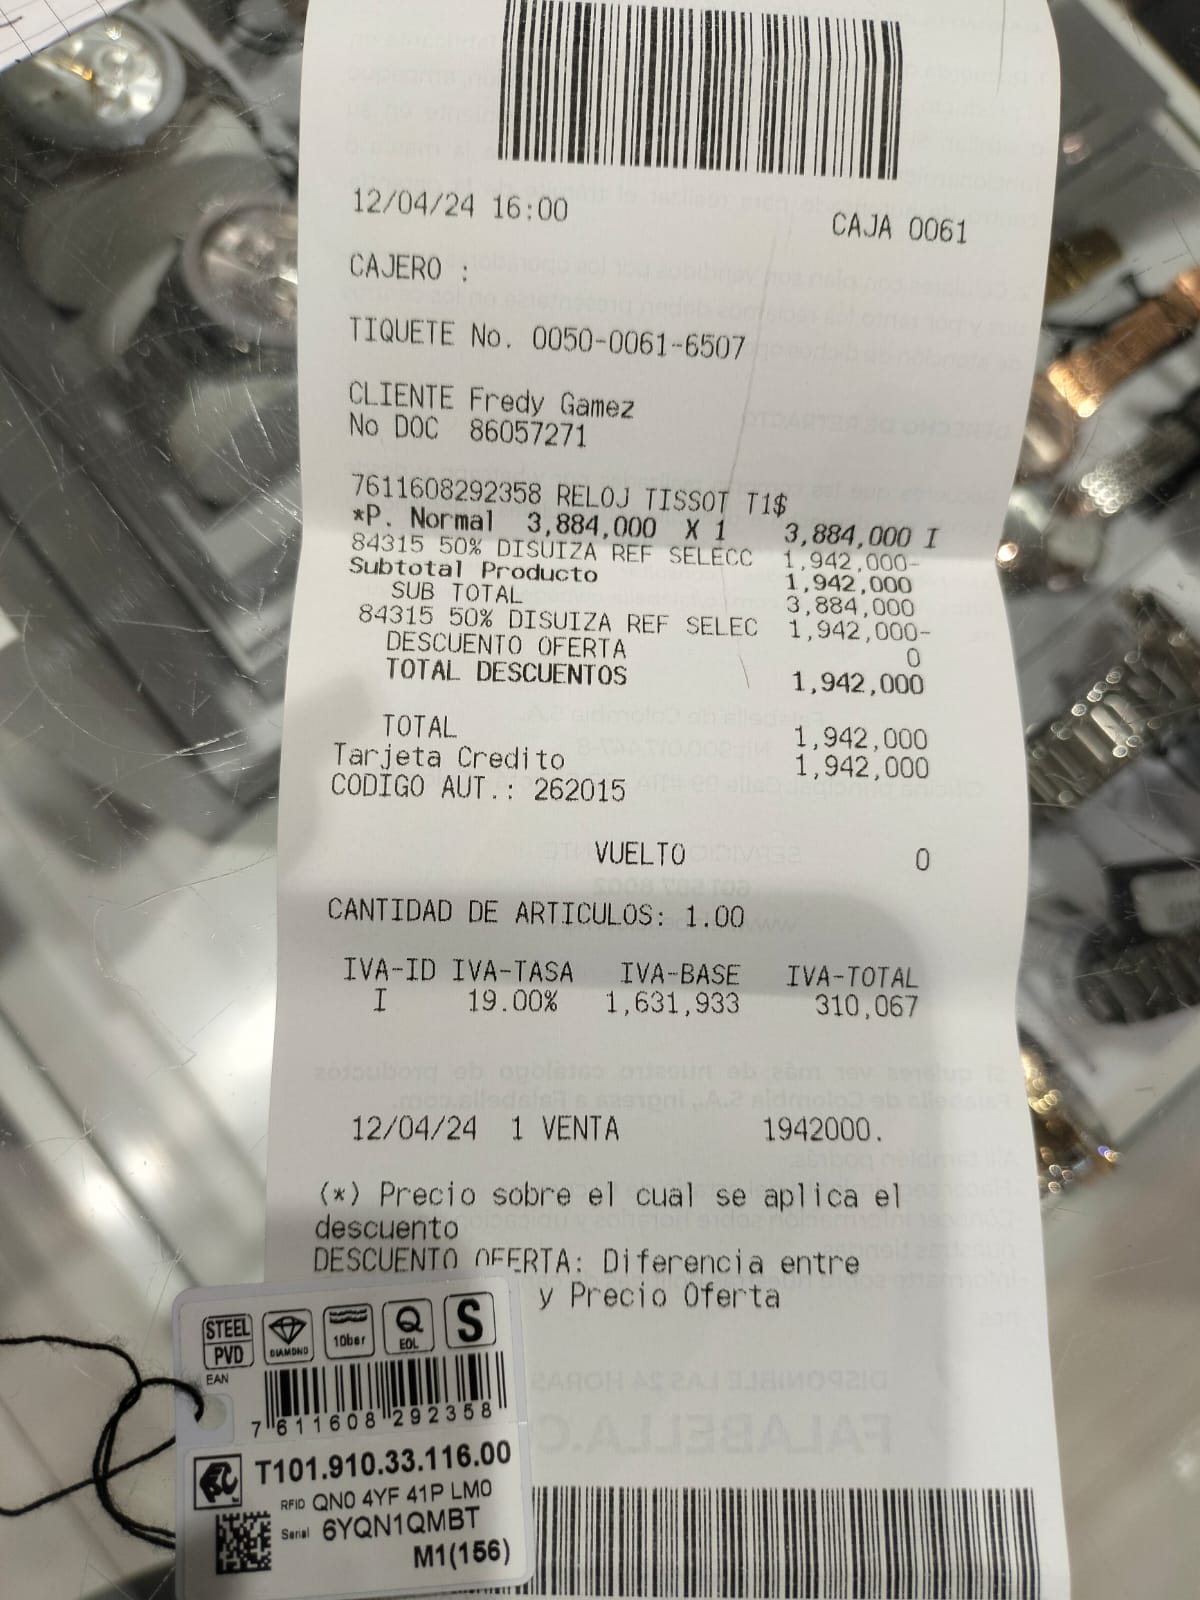 12/04/24 16:00 CAJA 0061
CAJERO :
TIQUETE No. 0050-0061-6507
CLIENTE Fredy Gamez
No DOC 86057271
7611608292358 RELOJ TISSOT T1$
*P. Normal 3,884,000 X 1 3,884,000 I
84315 50% DISUIZA REF SELECC 1,942,000-
Subtotal Producto 1,942,000
SUB TOTAL 3,884,000
84315 50% DISUIZA REF SELEC 1,942,000-
DESCUENTO OFERTA 0
TOTAL DESCUENTOS 1,942,000
TOTAL 1,942,000
Tarjeta Credito 1,942,000
CODIGO AUT.: 262015
VUELTO 0
CANTIDAD DE ARTICULOS: 1.00
IVA-ID IVA-TASA IVA-BASE IVA-TOTAL
I 19.00% 1,631,933 310,067
12/04/24 1 VENTA 1942000.
(*) Precio sobre el cual se aplica el
descuento
DESCUENTO OFERTA: Diferencia entre
y Precio Oferta
STEEL
PVD
DIAMOND
10bar
Q
EOL
S
EAN
7 611608 292358
T101.910.33.116.00
RFID QN0 4YF 41P LM0
Serial 6YQN1QMBT
M1(156)